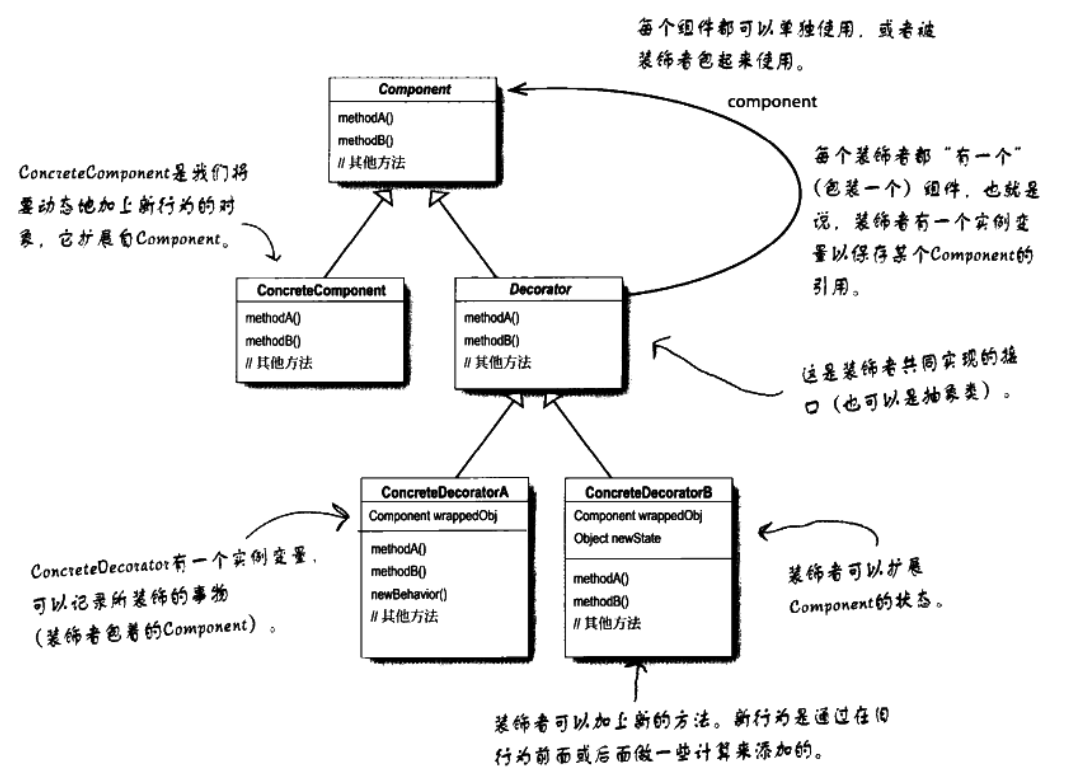 每个组件都可以单独使用，或者被
装饰者包起来使用。
Component
methodA()
methodB()
// 其他方法
component
ConcreteComponent是我们将
要动态地加上新行为的对
象，它扩展自Component。
每个装饰者都“有一个”
（包装一个）组件，也就是
说，装饰者有一个实例变
量以保存某个Component的
引用。
ConcreteComponent
methodA()
methodB()
// 其他方法
Decorator
methodA()
methodB()
// 其他方法
这是装饰者共同实现的接
口（也可以是抽象类）。
ConcreteDecoratorA
Component wrappedObj
methodA()
methodB()
newBehavior()
// 其他方法
ConcreteDecoratorB
Component wrappedObj
Object newState
methodA()
methodB()
// 其他方法
ConcreteDecorator有一个实例变量，
可以记录所装饰的事物
（装饰者包着的Component）。
装饰者可以扩展
Component的状态。
装饰者可以加上新的方法。新行为是通过在旧
行为前面或后面做一些计算来添加的。